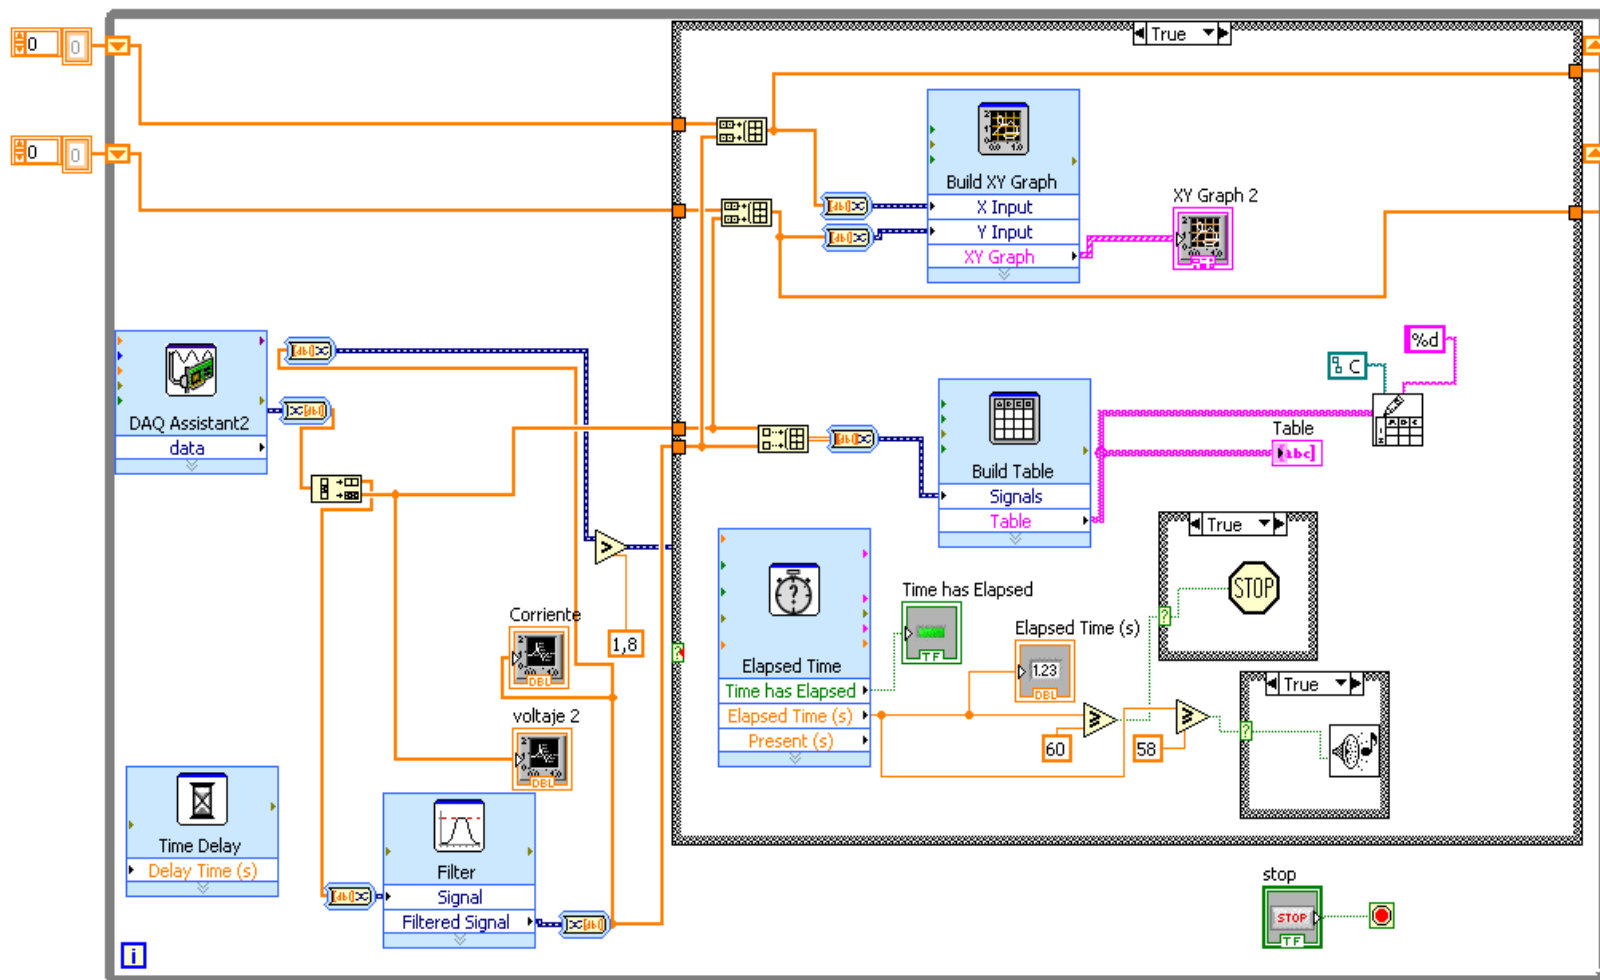 0 0
True
0 0
Build XY Graph
X Input
Y Input
XY Graph
XY Graph 2
DAQ Assistant2
data
%d
C
Build Table
Signals
Table
Table
[abc]
True
STOP
1,8
Corriente
DBL
voltaje 2
DBL
Elapsed Time
Time has Elapsed
Elapsed Time (s)
Present (s)
Time has Elapsed
TF
Elapsed Time (s)
1.23
DBL
60
58
True
Time Delay
Delay Time (s)
Filter
Signal
Filtered Signal
stop
STOP
TF
i